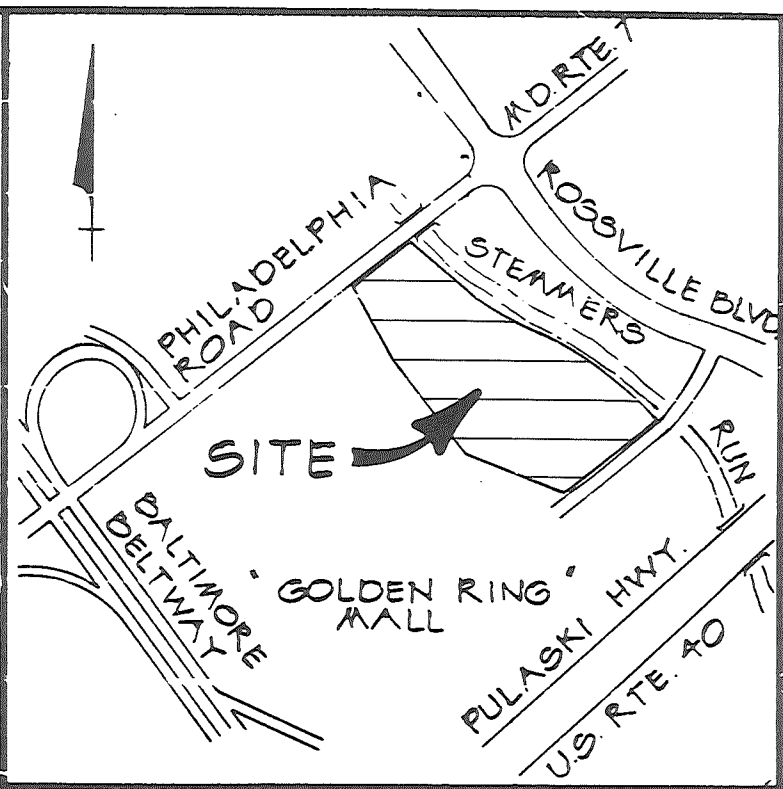 MD. RTE. 7
ROSSVILLE BLVD.
PHILADELPHIA
ROAD
STEMMERS
RUN
SITE
BALTIMORE
BELTWAY
"GOLDEN RING"
MALL
PULASKI HWY.
U.S. RTE. 40